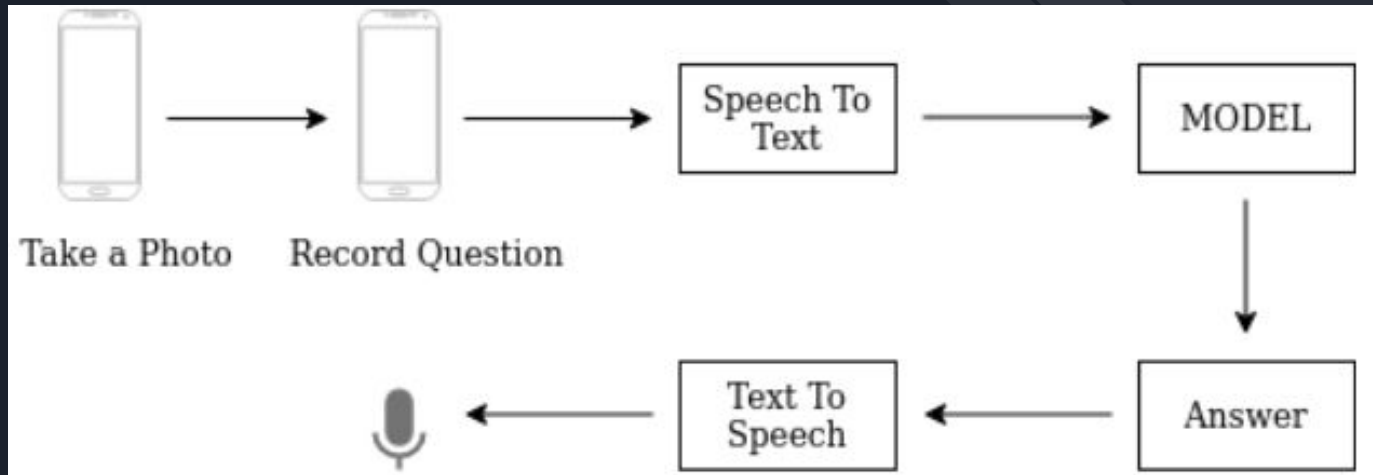 Take a Photo
Record Question
Speech To
Text
MODEL
Text To
Speech
Answer